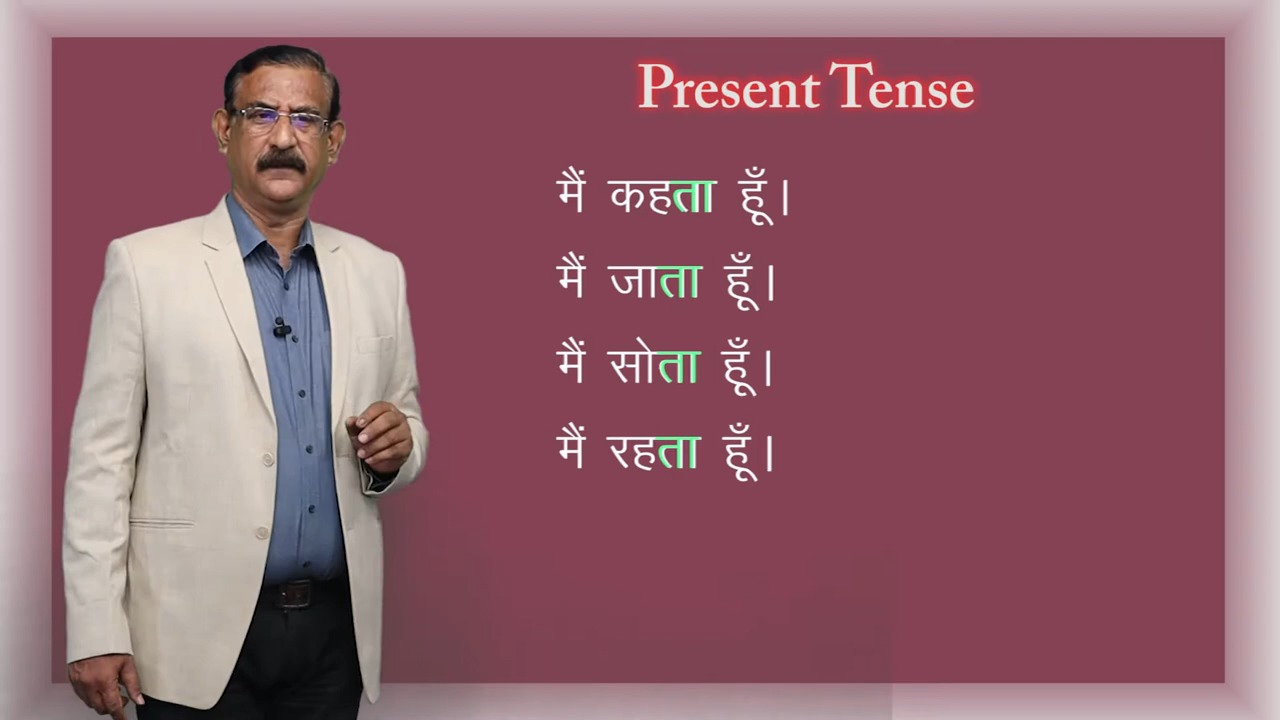 Present Tense
मैं कहता हूँ।
मैं जाता हूँ।
मैं सोता हूँ।
मैं रहता हूँ।